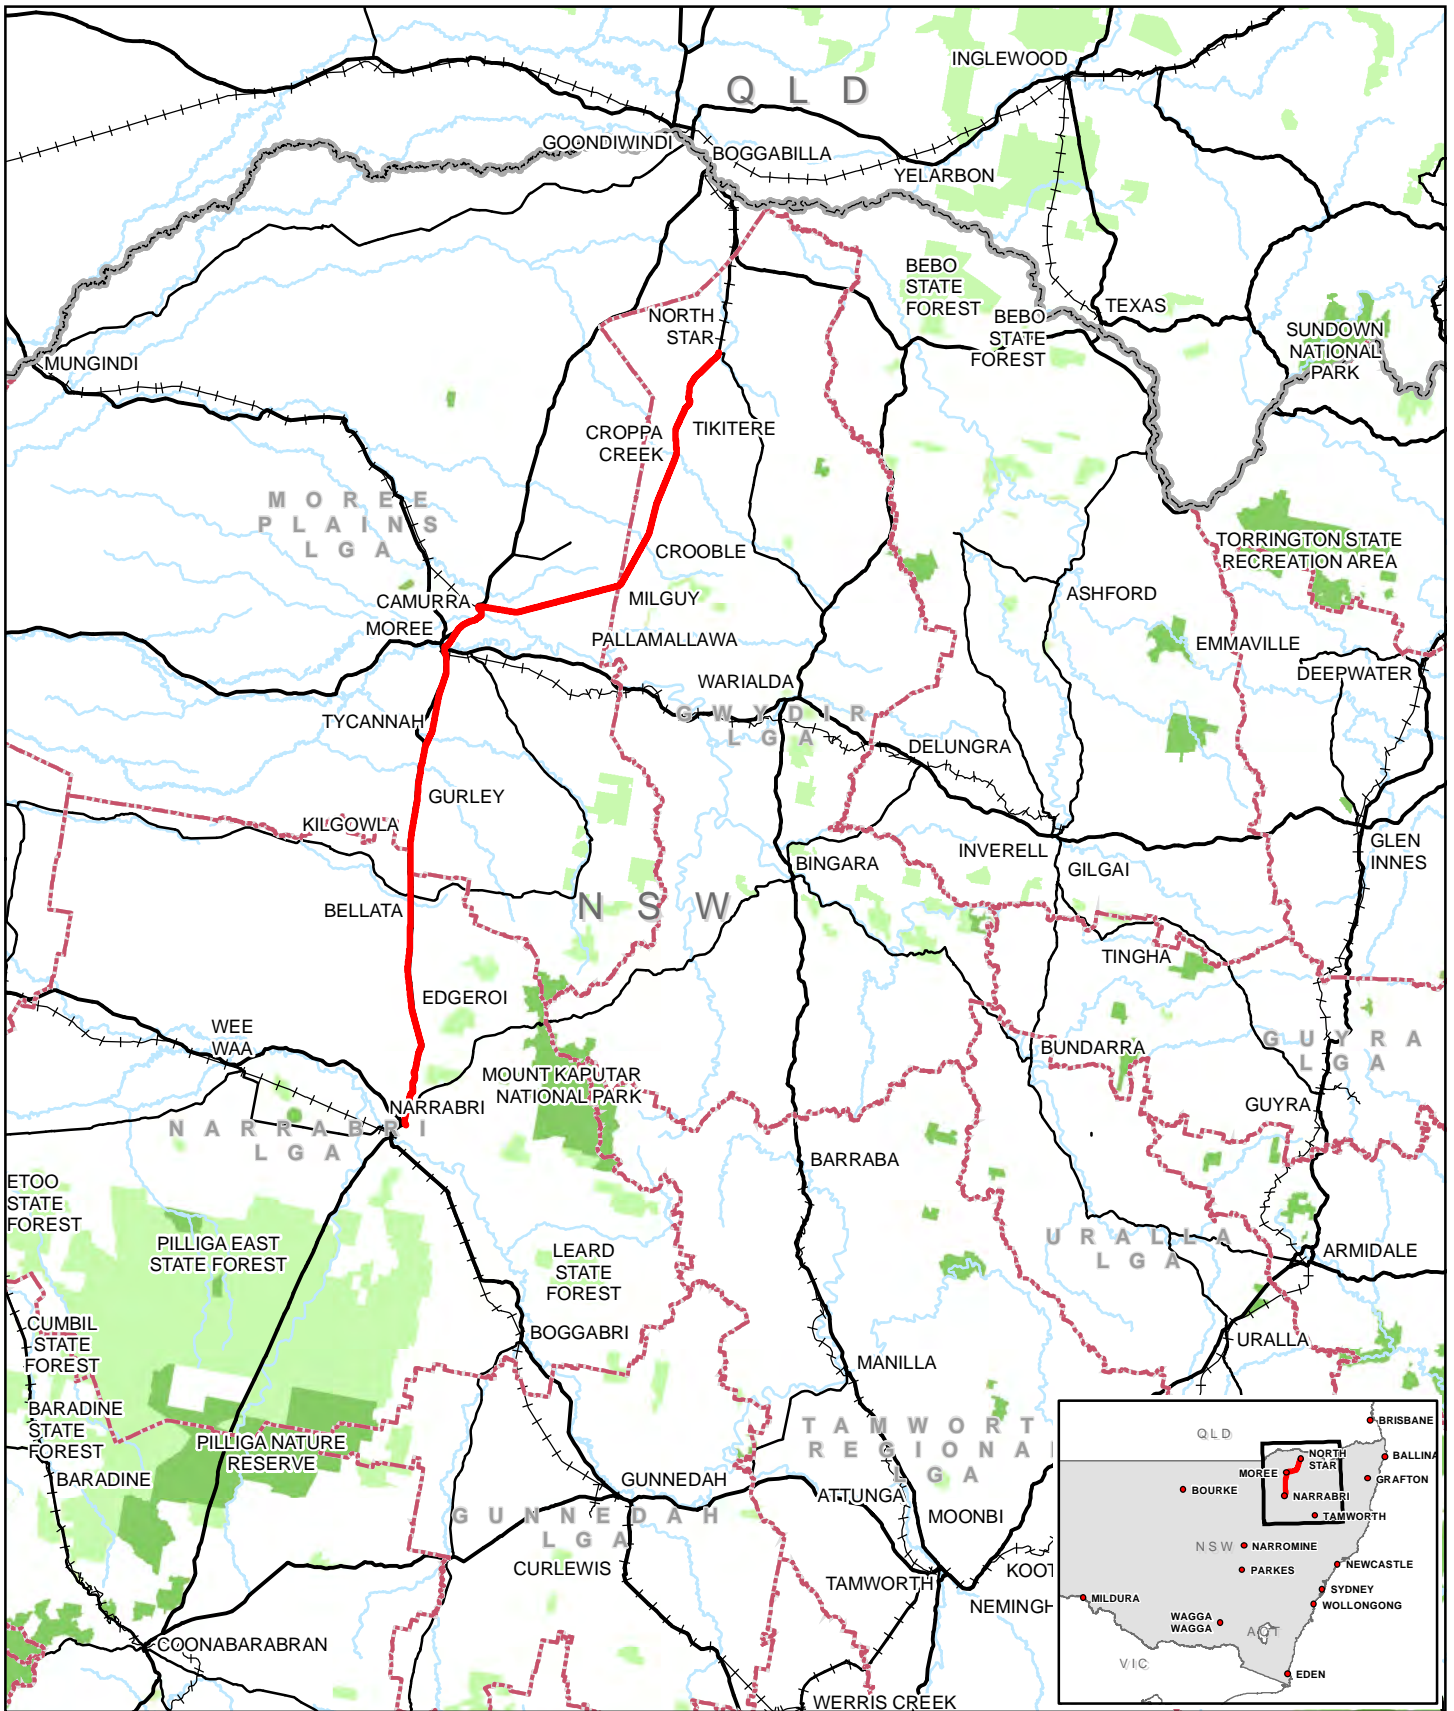 INGLEWOOD
QLD
GOONDIWINDI
BOGGABILLA
YELARBON
BEBO
STATE
FOREST
TEXAS
NORTH
STAR
BEBO
STATE
FOREST
SUNDOWN
NATIONAL
PARK
MUNGINDI
CROPPA
CREEK
TIKITERE
MOREE
PLAINS
LGA
CROOBLE
TORRINGTON STATE
RECREATION AREA
CAMURRA
MILGUY
ASHFORD
MOREE
PALLAMALLAWA
EMMAVILLE
DEEPWATER
WARIALDA
GWYDIR
LGA
TYCANNAH
DELUNGRA
GURLEY
KILGOWLA
GLEN
INNES
INVERELL
BINGARA
GILGAI
NSW
BELLATA
TINGHA
EDGEROI
WEE
WAA
GUYRA
LGA
BUNDARRA
MOUNT KAPUTAR
NATIONAL PARK
NARRABRI
GUYRA
NARRABRI
LGA
BARRABA
ETOO
STATE
FOREST
PILLIGA EAST
STATE FOREST
LEARD
STATE
FOREST
URALLA
LGA
ARMIDALE
CUMBIL
STATE
FOREST
BOGGABRI
URALLA
MANILLA
BARADINE
STATE
FOREST
PILLIGA NATURE
RESERVE
TAMWORT
REGIONA
LGA
BARADINE
GUNNEDAH
ATTUNGA
MOONBI
GUNNEDAH
LGA
CURLEWIS
TAMWORTH
KOOT
NEMINGH
COONABARABRAN
WERRIS CREEK
BRISBANE
QLD
NORTH
STAR
BALLINA
MOREE
GRAFTON
BOURKE
NARRABRI
TAMWORTH
NSW
NARROMINE
NEWCASTLE
PARKES
SYDNEY
MILDURA
WOLLONGONG
WAGGA
WAGGA
ACT
VIC
EDEN